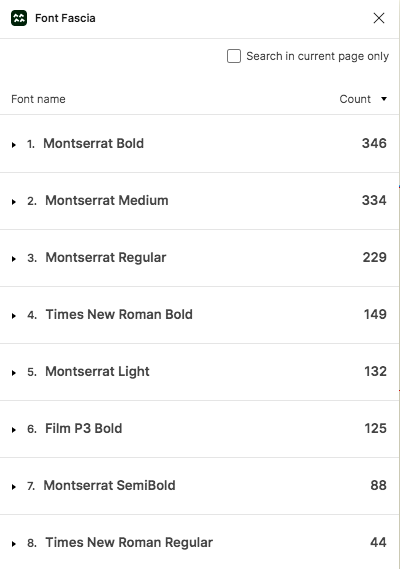 Font Fascia
Search in current page only
Font name Count
1. Montserrat Bold 346
2. Montserrat Medium 334
3. Montserrat Regular 229
4. Times New Roman Bold 149
5. Montserrat Light 132
6. Film P3 Bold 125
7. Montserrat SemiBold 88
8. Times New Roman Regular 44